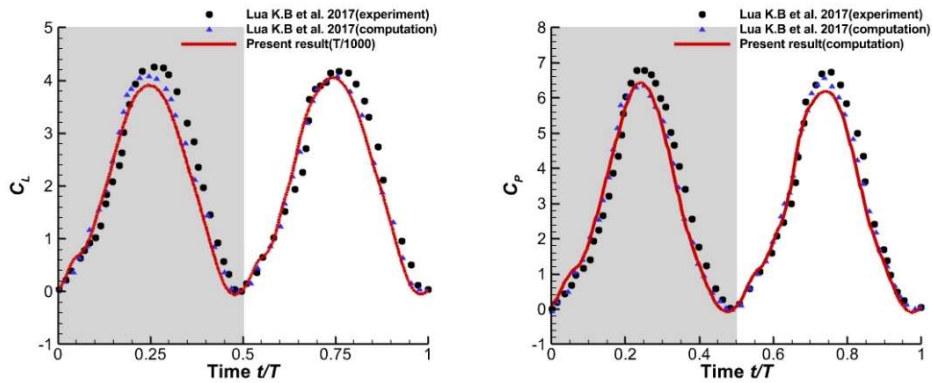 Lua K.B et al. 2017(experiment)
Lua K.B et al. 2017(computation)
Present result(T/1000)
5
4
3
2
1
0
-1
C_L
0
0.25
0.5
0.75
1
Time t/T
Lua K.B et al. 2017(experiment)
Lua K.B et al. 2017(computation)
Present result(computation)
8
7
6
5
4
3
2
1
0
-1
C_P
0
0.2
0.4
0.6
0.8
1
Time t/T